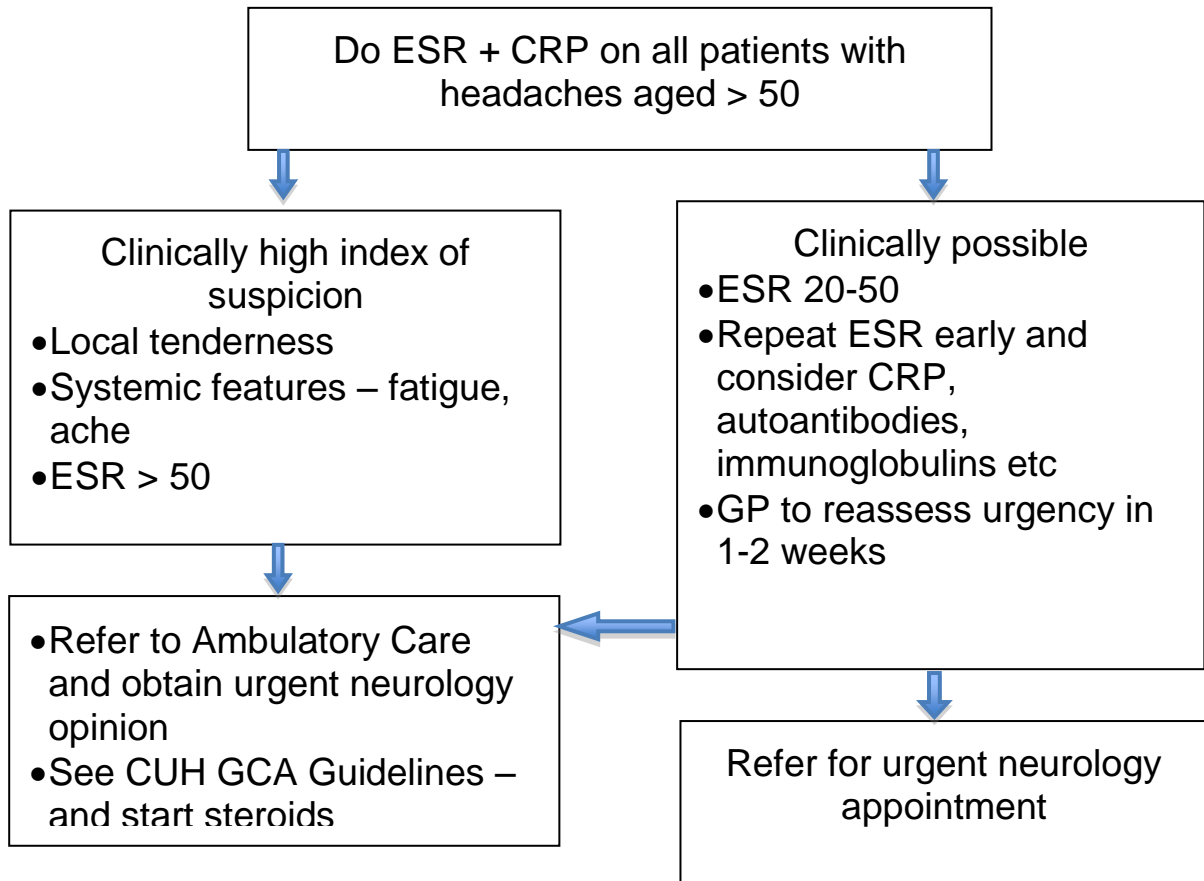 Do ESR + CRP on all patients with
headaches aged > 50
Clinically high index of
suspicion
•Local tenderness
•Systemic features – fatigue,
ache
•ESR > 50
Clinically possible
•ESR 20-50
•Repeat ESR early and
consider CRP,
autoantibodies,
immunoglobulins etc
•GP to reassess urgency in
1-2 weeks
•Refer to Ambulatory Care
and obtain urgent neurology
opinion
•See CUH GCA Guidelines –
and start steroids
Refer for urgent neurology
appointment